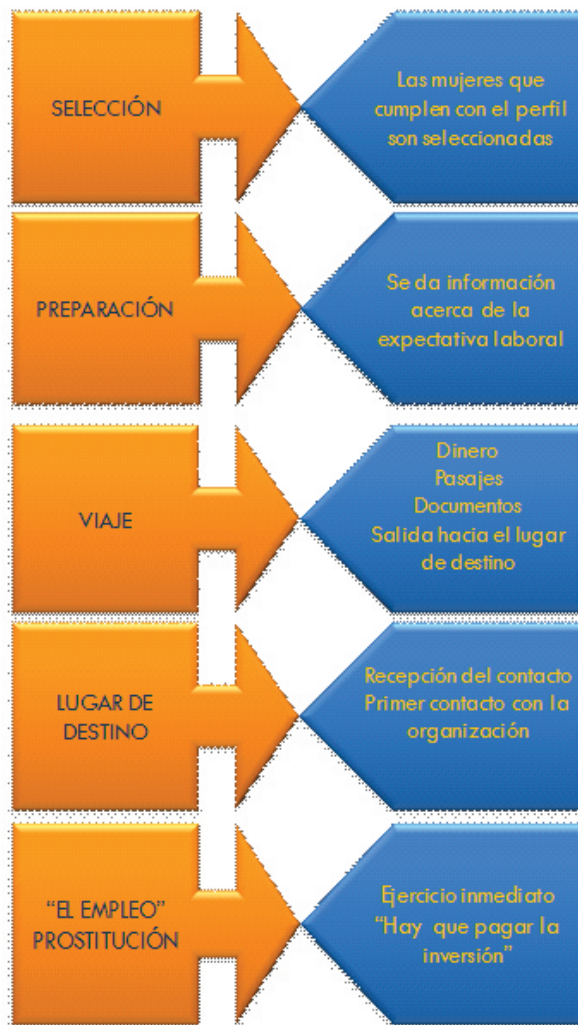 SELECCIÓN
Las mujeres que
cumplen con el perfil
son seleccionadas
PREPARACIÓN
Se da información
acerca de la
expectativa laboral
VIAJE
Dinero
Pasajes
Documentos
Salida hacia el lugar
de destino
LUGAR DE
DESTINO
Recepción del contacto
Primer contacto con la
organización
"EL EMPLEO"
PROSTITUCIÓN
Ejercicio inmediato
"Hay que pagar la
inversión"